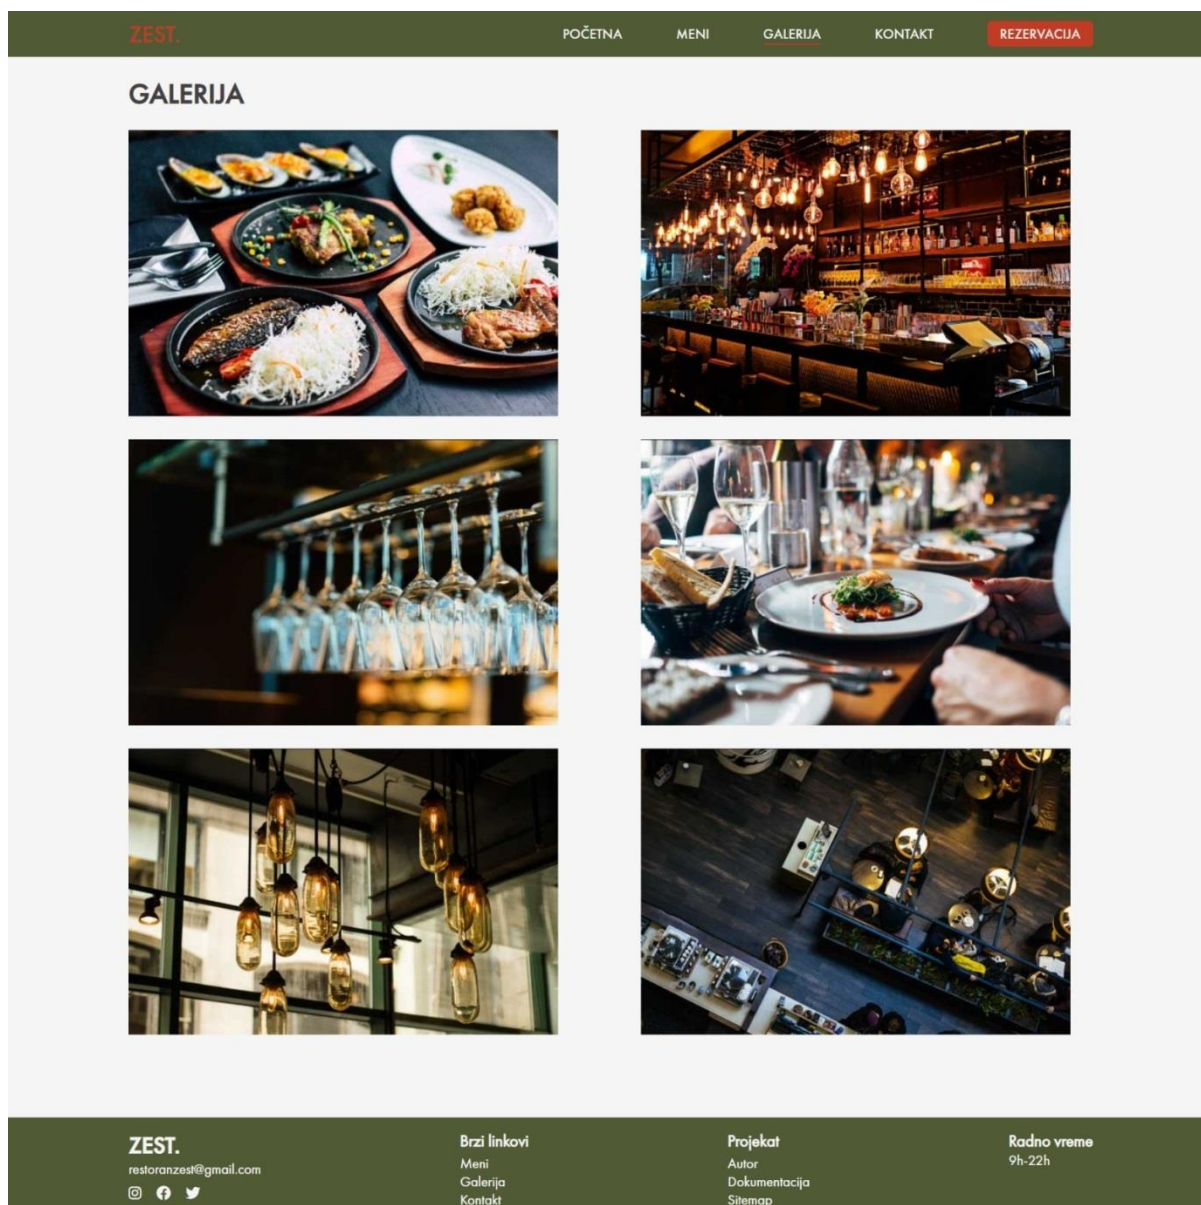 ZEST.
POČETNA
MENI
GALERIJA
KONTAKT
REZERVACIJA
GALERIJA
ZEST.
restoranzest@gmail.com
Brzi linkovi
Meni
Galerija
Kontakt
Projekat
Autor
Dokumentacija
Sitemap
Radno vreme
9h-22h